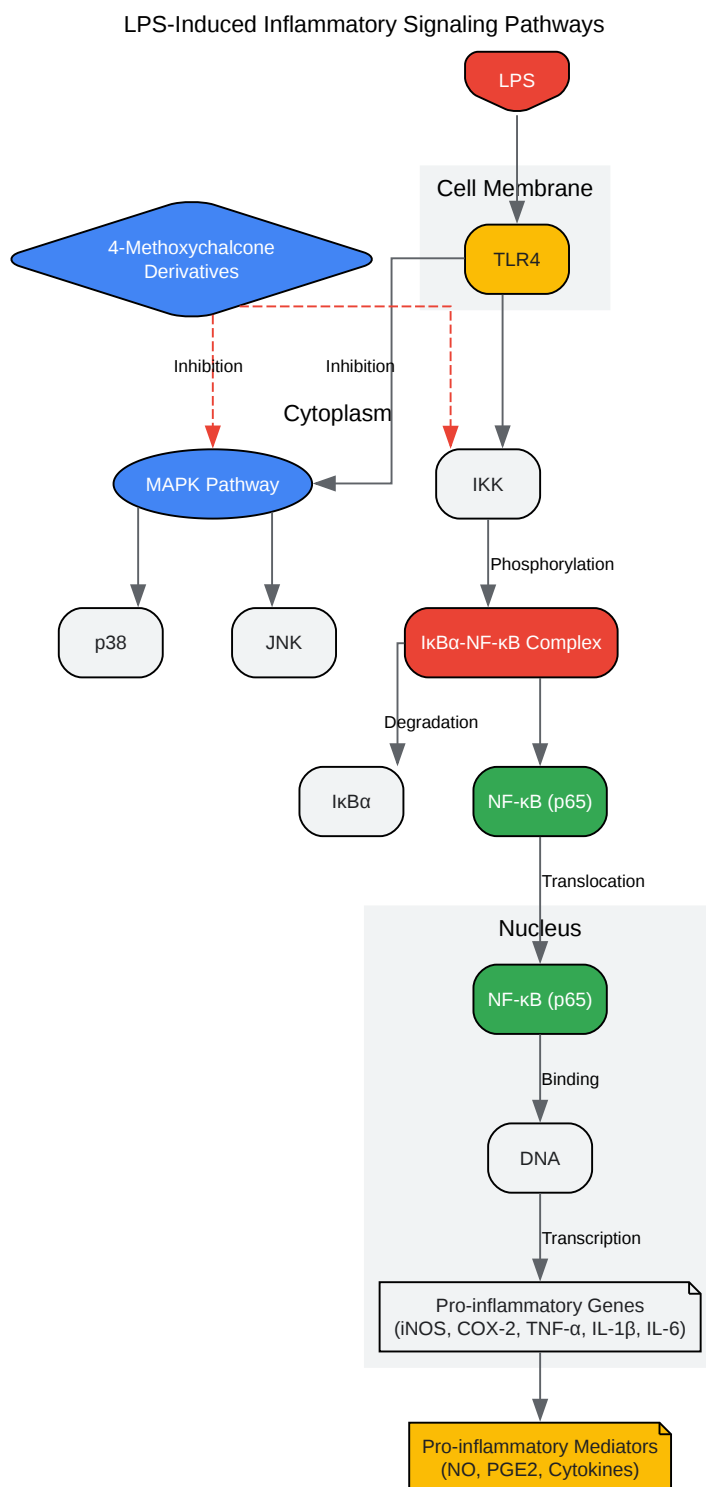 LPS-Induced Inflammatory Signaling Pathways
LPS
Cell Membrane
4-Methoxychalcone
Derivatives
TLR4
Inhibition
Inhibition
Cytoplasm
MAPK Pathway
IKK
Phosphorylation
p38
JNK
IκBα-NF-κB Complex
Degradation
IκBα
NF-κB (p65)
Translocation
Nucleus
NF-κB (p65)
Binding
DNA
Transcription
Pro-inflammatory Genes
(iNOS, COX-2, TNF-α, IL-1β, IL-6)
Pro-inflammatory Mediators
(NO, PGE2, Cytokines)